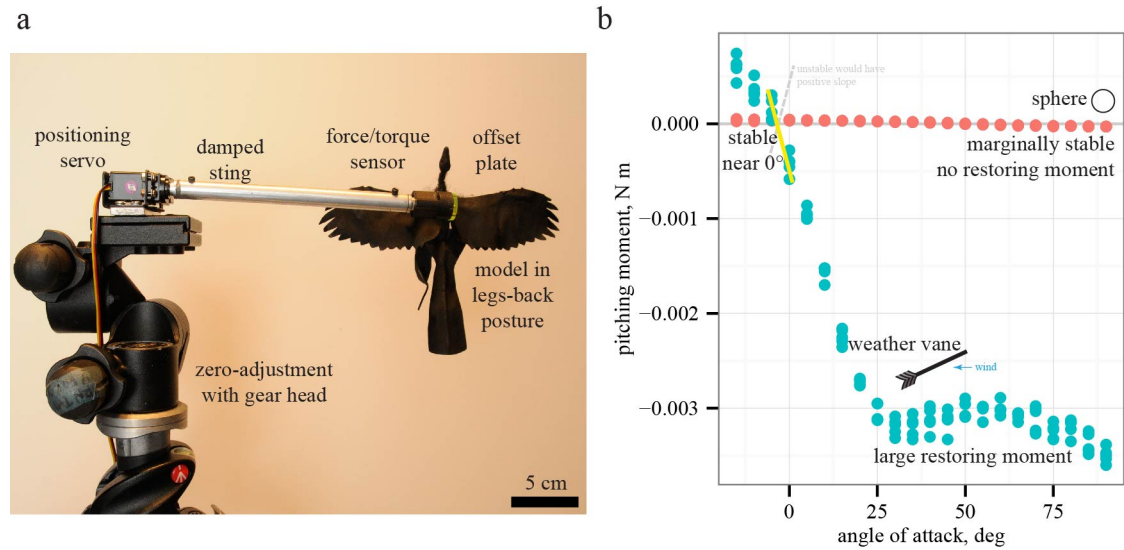 a
positioning
servo
damped
sting
force/torque
sensor
offset
plate
model in
legs-back
posture
zero-adjustment
with gear head
5 cm
b
unstable would have
positive slope
sphere
0.000
stable
near 0°
marginally stable
no restoring moment
−0.001
pitching moment, N m
−0.002
weather vane
wind
−0.003
large restoring moment
0
25
50
75
angle of attack, deg